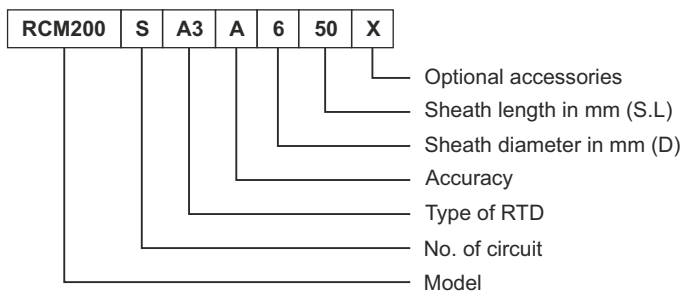 RCM200 S A3 A 6 50 X
Optional accessories
Sheath length in mm (S.L)
Sheath diameter in mm (D)
Accuracy
Type of RTD
No. of circuit
Model